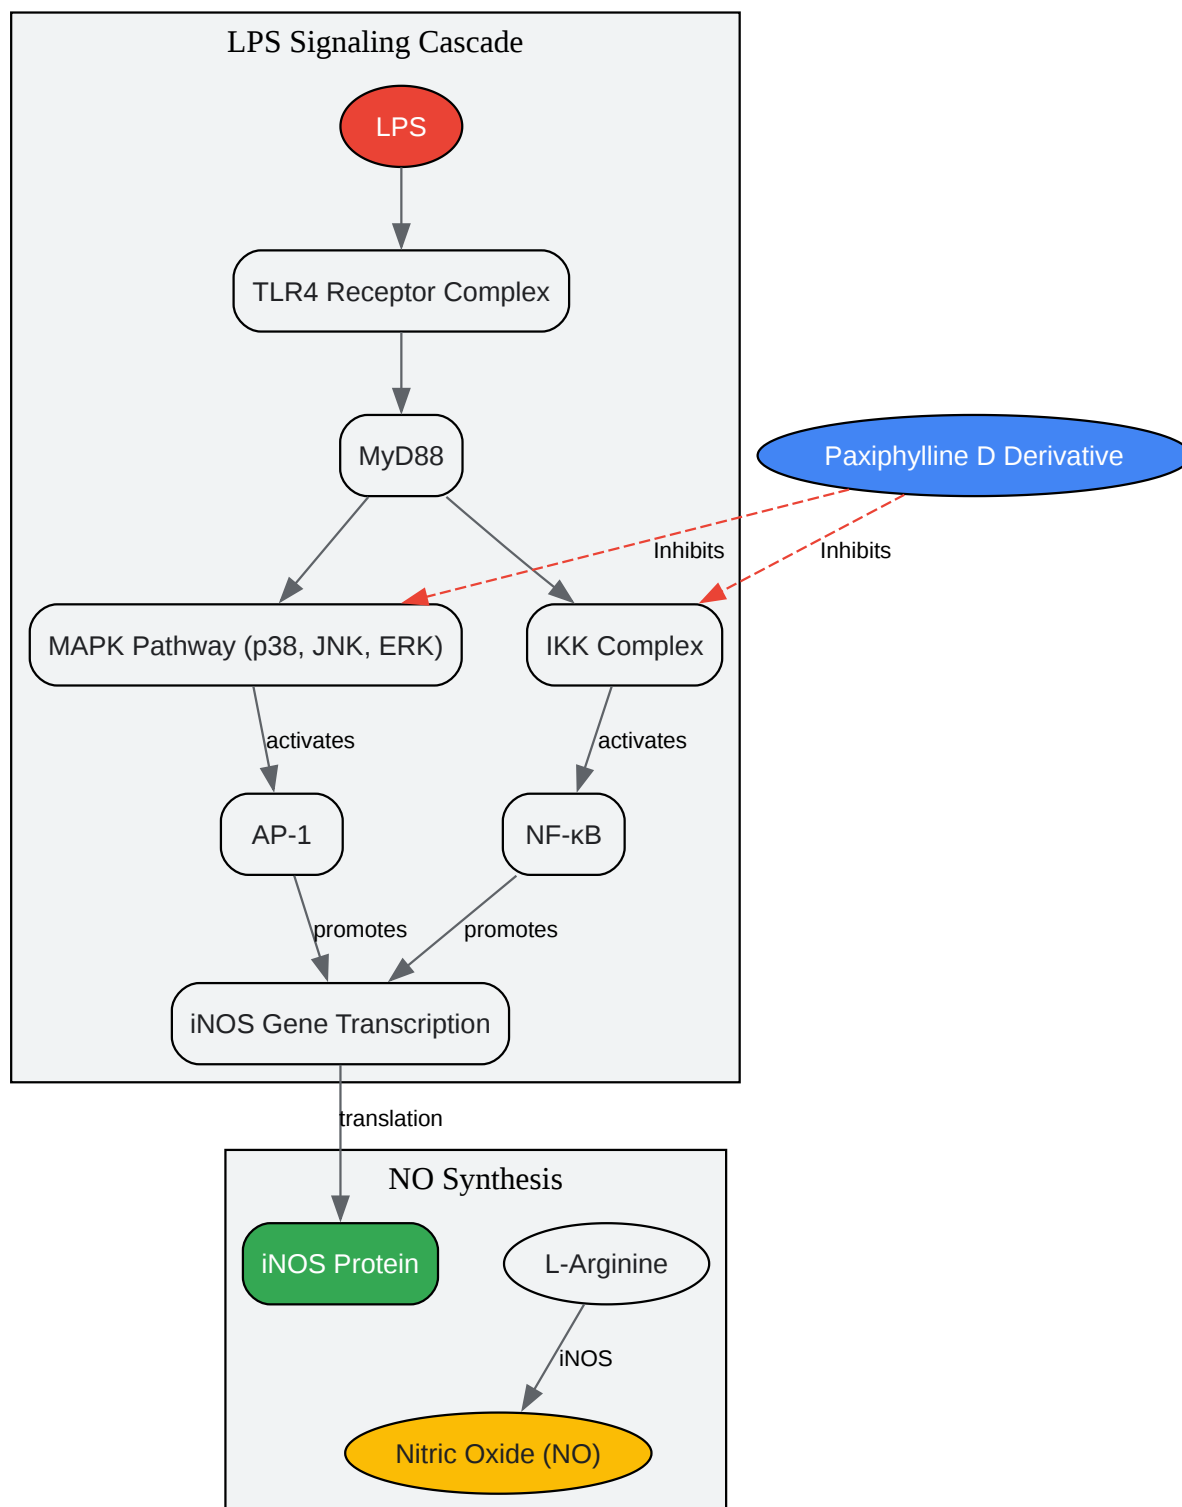 LPS Signaling Cascade
LPS
TLR4 Receptor Complex
MyD88
Paxiphylline D Derivative
Inhibits
Inhibits
MAPK Pathway (p38, JNK, ERK)
IKK Complex
activates
activates
AP-1
NF-κB
promotes
promotes
iNOS Gene Transcription
translation
NO Synthesis
iNOS Protein
L-Arginine
iNOS
Nitric Oxide (NO)